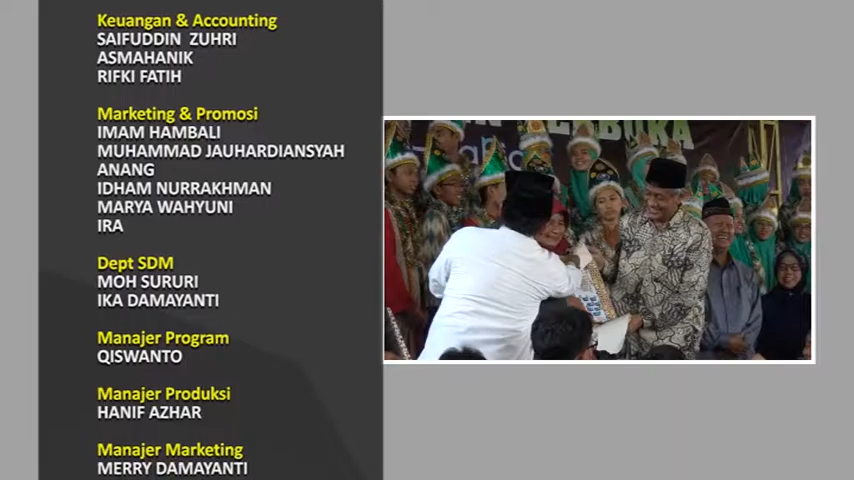 Keuangan & Accounting
SAIFUDDIN ZUHRI
ASMAHANIK
RIFKI FATIH
Marketing & Promosi
IMAM HAMBALI
MUHAMMAD JAUHARDIANSYAH
ANANG
IDHAM NURRAKHMAN
MARYA WAHYUNI
IRA
Dept SDM
MOH SURURI
IKA DAMAYANTI
Manajer Program
QISWANTO
Manajer Produksi
HANIF AZHAR
Manajer Marketing
MERRY DAMAYANTI